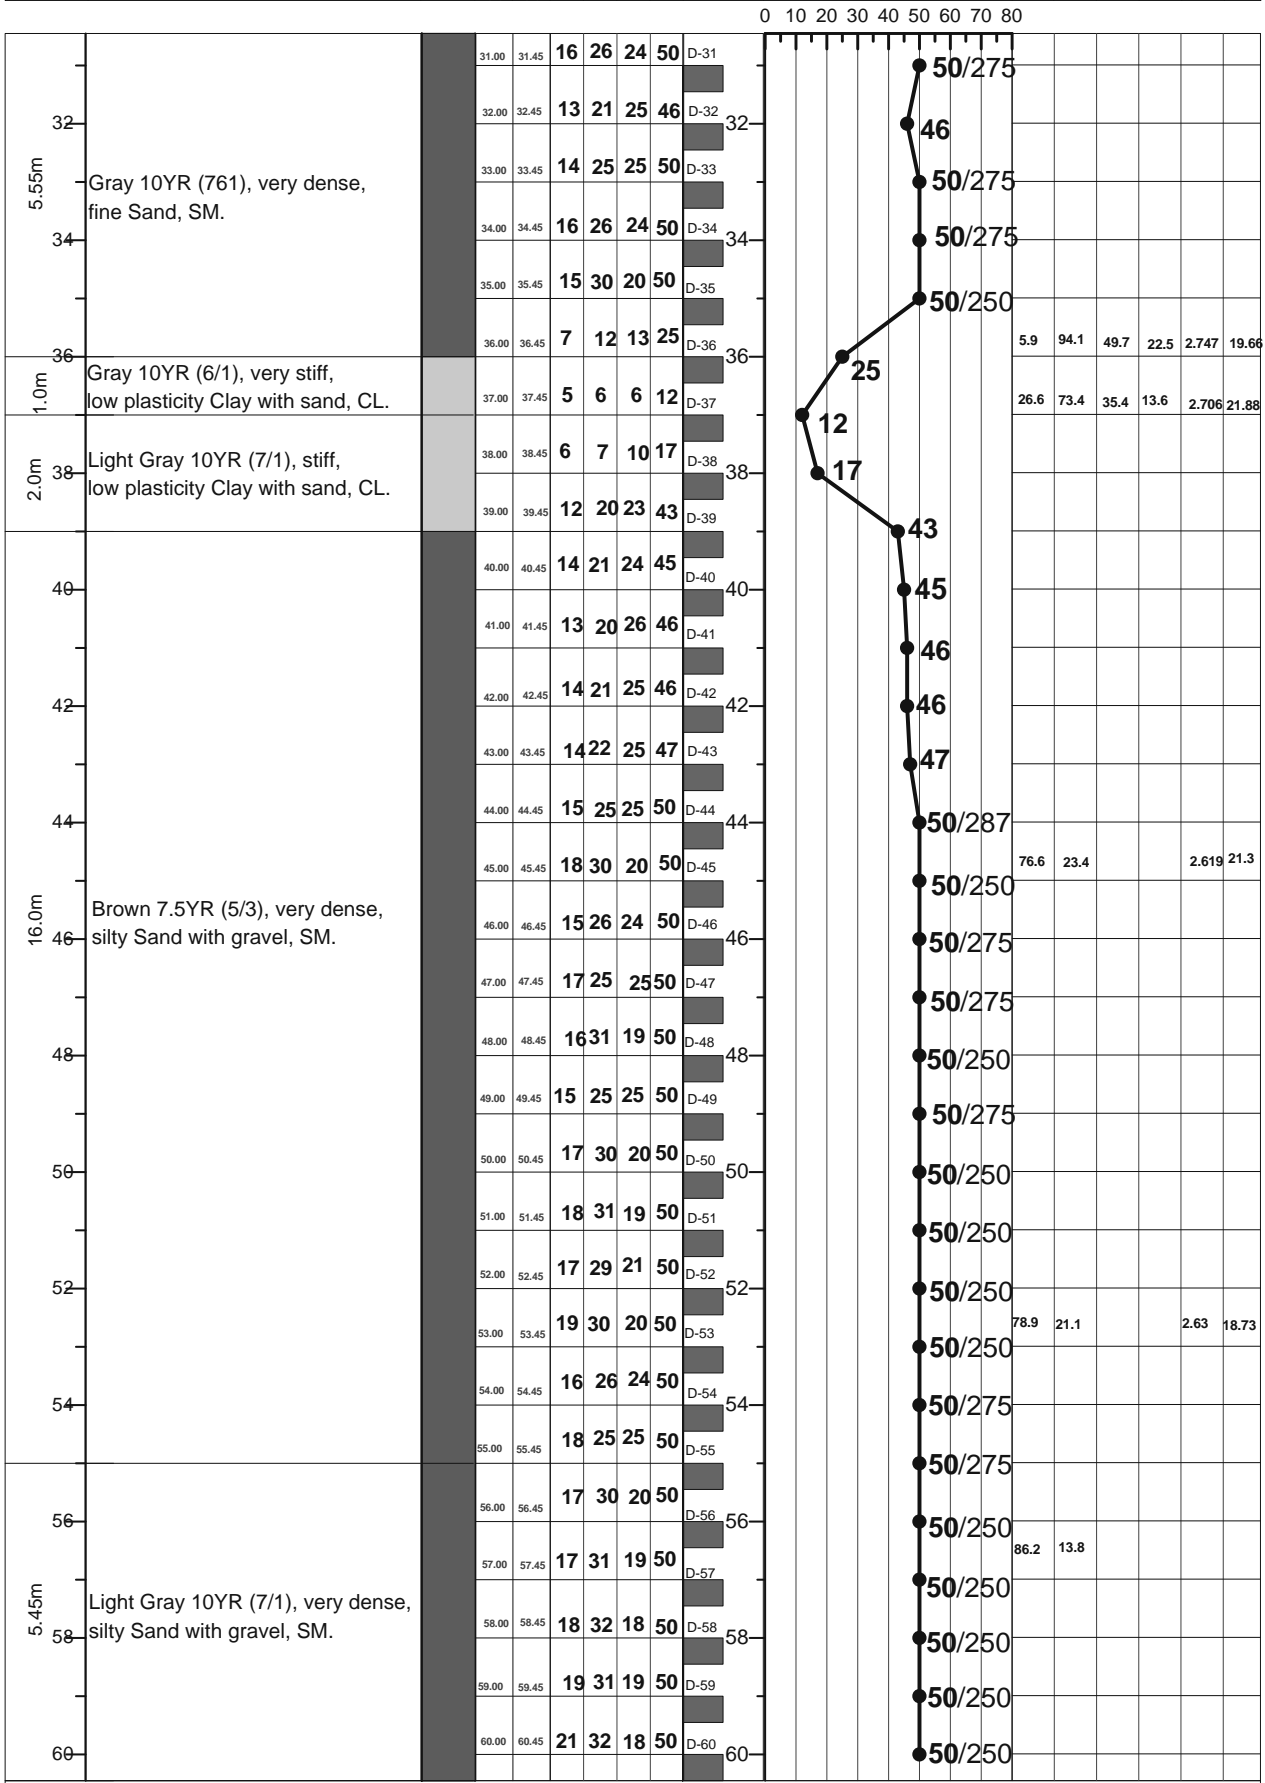 0 10 20 30 40 50 60 70 80
31.00 31.45 16 26 24 50 D-31 50/275
32 32.00 32.45 13 21 25 46 D-32 32 46
5.55m
Gray 10YR (761), very dense,
fine Sand, SM.
33.00 33.45 14 25 25 50 D-33 50/275
34 34.00 34.45 16 26 24 50 D-34 34 50/275
35.00 35.45 15 30 20 50 D-35 50/250
36 36.00 36.45 7 12 13 25 D-36 36 25 5.9 94.1 49.7 22.5 2.747 19.66
1.0m
Gray 10YR (6/1), very stiff,
low plasticity Clay with sand, CL.
37.00 37.45 5 6 6 12 D-37 12 26.6 73.4 35.4 13.6 2.706 21.88
2.0m
Light Gray 10YR (7/1), stiff,
low plasticity Clay with sand, CL.
38 38.00 38.45 6 7 10 17 D-38 38 17
39.00 39.45 12 20 23 43 D-39 43
40 40.00 40.45 14 21 24 45 D-40 40 45
41.00 41.45 13 20 26 46 D-41 46
42 42.00 42.45 14 21 25 46 D-42 42 46
43.00 43.45 14 22 25 47 D-43 47
44 44.00 44.45 15 25 25 50 D-44 44 50/287
45.00 45.45 18 30 20 50 D-45 50/250 76.6 23.4 2.619 21.3
16.0m
Brown 7.5YR (5/3), very dense,
silty Sand with gravel, SM.
46 46.00 46.45 15 26 24 50 D-46 46 50/275
47.00 47.45 17 25 25 50 D-47 50/275
48 48.00 48.45 16 31 19 50 D-48 48 50/250
49.00 49.45 15 25 25 50 D-49 50/275
50 50.00 50.45 17 30 20 50 D-50 50 50/250
51.00 51.45 18 31 19 50 D-51 50/250
52 52.00 52.45 17 29 21 50 D-52 52 50/250
53.00 53.45 19 30 20 50 D-53 50/250 78.9 21.1 2.63 18.73
54 54.00 54.45 16 26 24 50 D-54 54 50/275
55.00 55.45 18 25 25 50 D-55 50/275
56 56.00 56.45 17 30 20 50 D-56 56 50/250
57.00 57.45 17 31 19 50 D-57 50/250 86.2 13.8
5.45m
Light Gray 10YR (7/1), very dense,
silty Sand with gravel, SM.
58 58.00 58.45 18 32 18 50 D-58 58 50/250
59.00 59.45 19 31 19 50 D-59 50/250
60 60.00 60.45 21 32 18 50 D-60 60 50/250